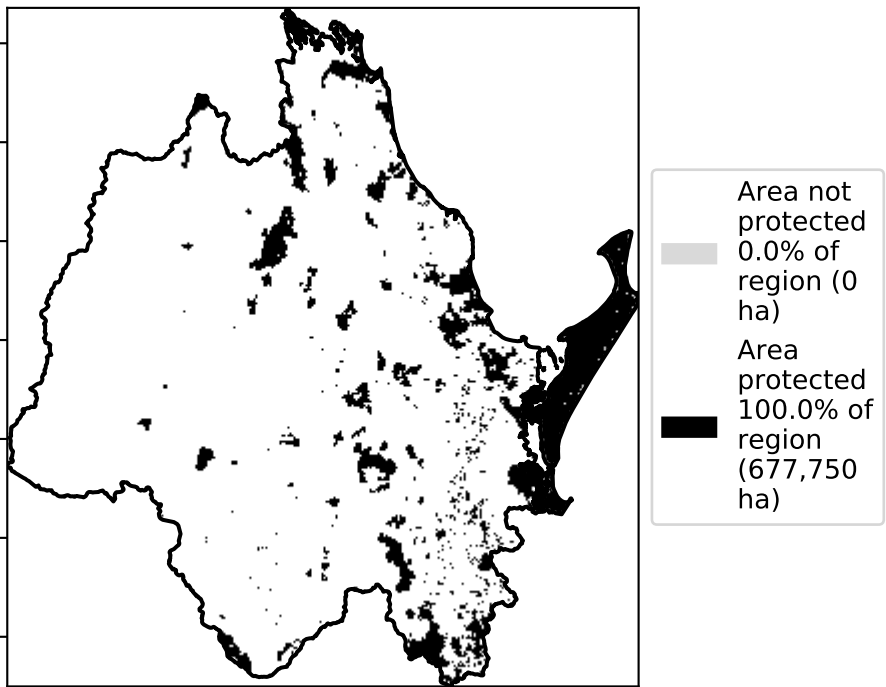 Area not
protected
0.0% of
region (0
ha)
Area
protected
100.0% of
region
(677,750
ha)